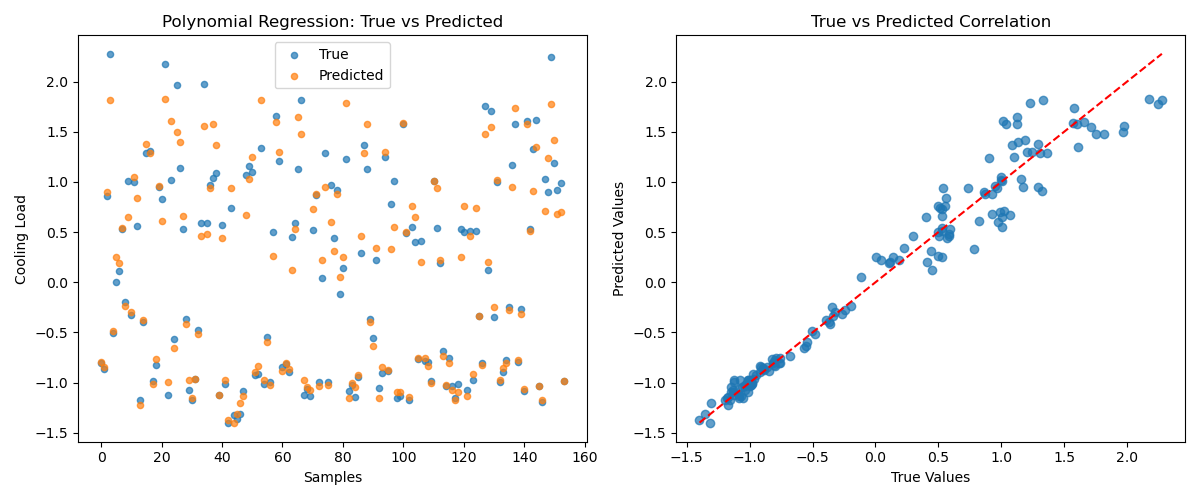 Polynomial Regression: True vs Predicted
True
Predicted
Cooling Load
2.0
1.5
1.0
0.5
0.0
−0.5
−1.0
−1.5
0 20 40 60 80 100 120 140 160
Samples
True vs Predicted Correlation
Predicted Values
2.0
1.5
1.0
0.5
0.0
−0.5
−1.0
−1.5
−1.5 −1.0 −0.5 0.0 0.5 1.0 1.5 2.0
True Values